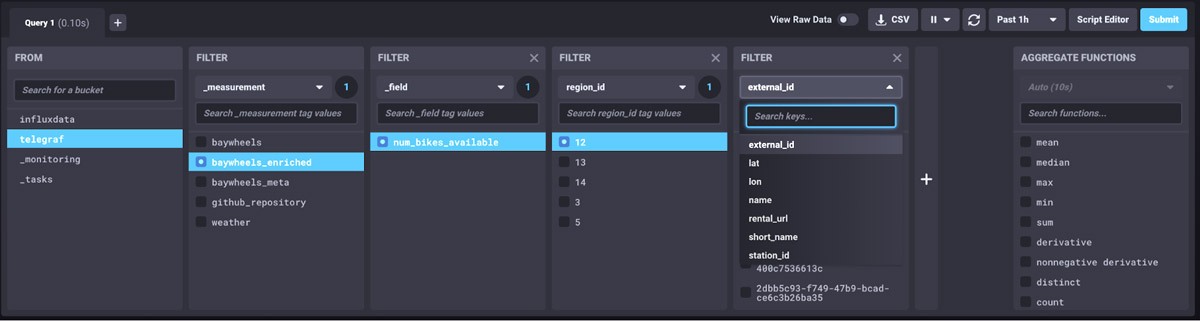 Query 1 (0.10s)
+
View Raw Data
CSV
Past 1h
Script Editor
Submit
FROM
Search for a bucket
influxdata
telegraf
_monitoring
_tasks
FILTER
_measurement
1
Search _measurement tag values
baywheels
baywheels_enriched
baywheels_meta
github_repository
weather
FILTER
_field
1
Search _field tag values
num_bikes_available
FILTER
region_id
1
Search region_id tag values
12
13
14
3
5
FILTER
external_id
Search keys...
external_id
lat
lon
name
rental_url
short_name
station_id
400c7536613c
2dbb5c93-f749-47b9-bcad-
ce6c3b26ba35
+
AGGREGATE FUNCTIONS
Auto (10s)
Search functions...
mean
median
max
min
sum
derivative
nonnegative derivative
distinct
count